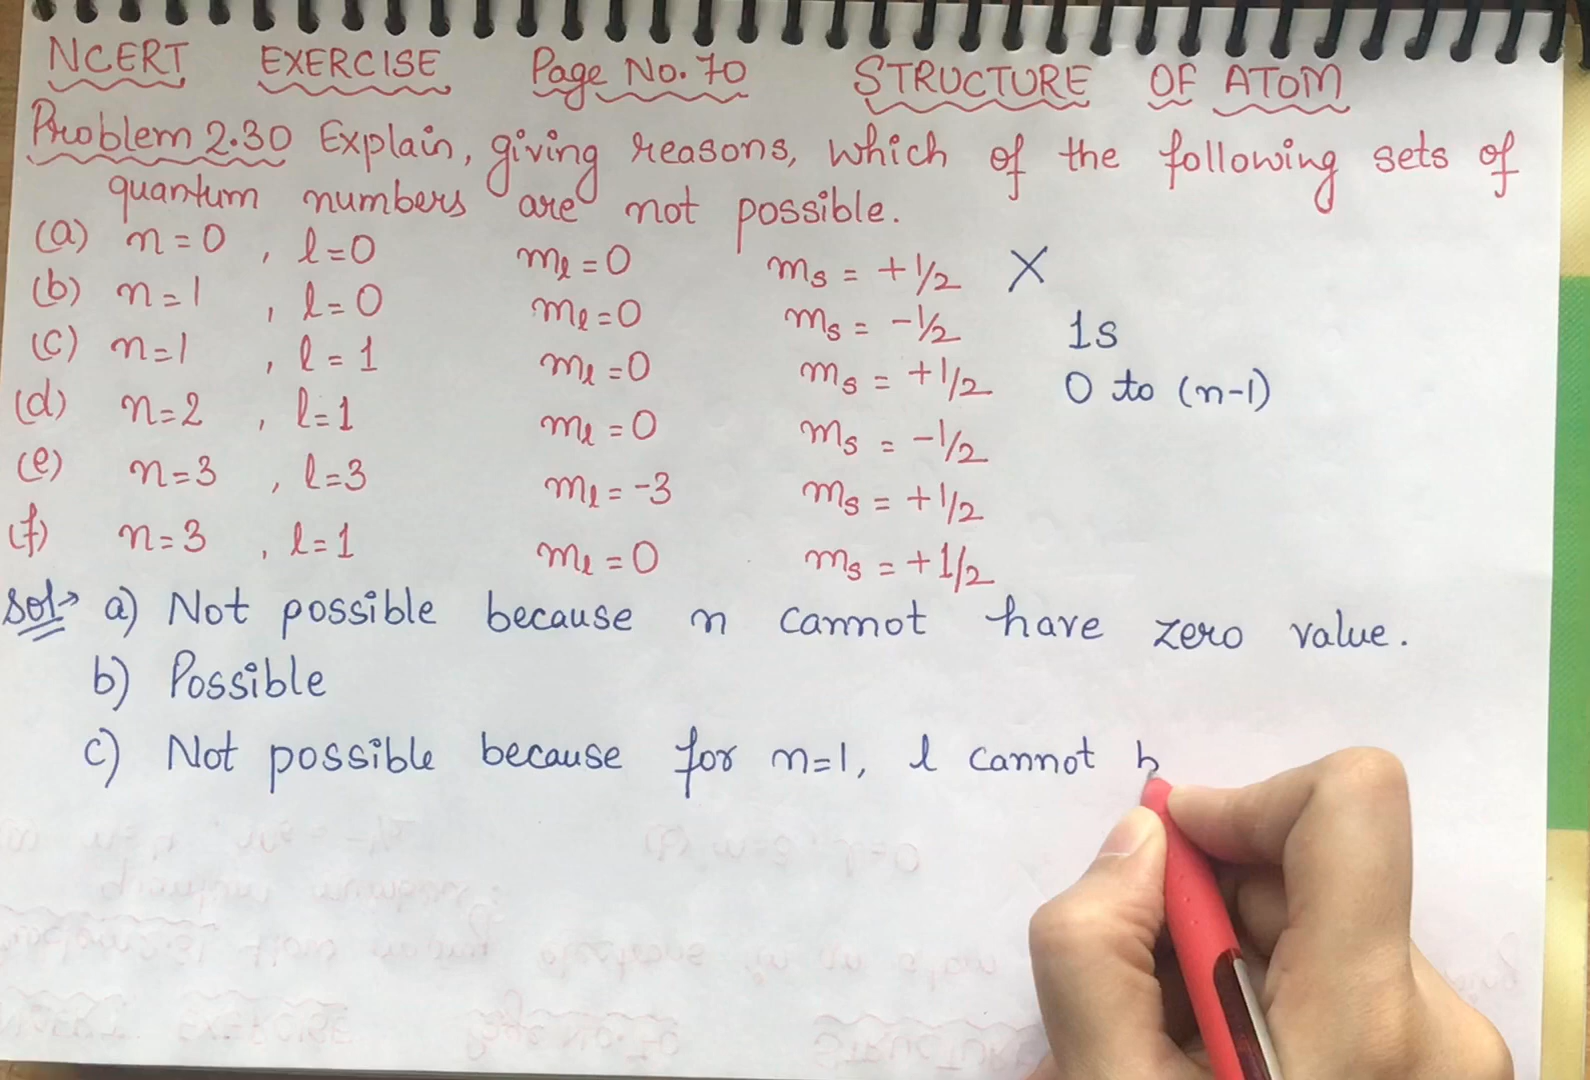 NCERT EXERCISE Page No. 70 STRUCTURE OF ATOM
Problem 2.30 Explain, giving reasons, which of the following sets of
quantum numbers are not possible.
(a) n=0 , l=0 mₗ=0 mₛ = +1/2 X
(b) n=1 , l=0 mₗ=0 mₛ = -1/2 1s
(c) n=1 , l=1 mₗ=0 mₛ = +1/2 0 to (n-1)
(d) n=2 , l=1 mₗ=0 mₛ = -1/2
(e) n=3 , l=3 mₗ=-3 mₛ = +1/2
(f) n=3 , l=1 mₗ=0 mₛ = +1/2
Sol→ a) Not possible because n cannot have zero value.
b) Possible
c) Not possible because for n=1, l cannot b